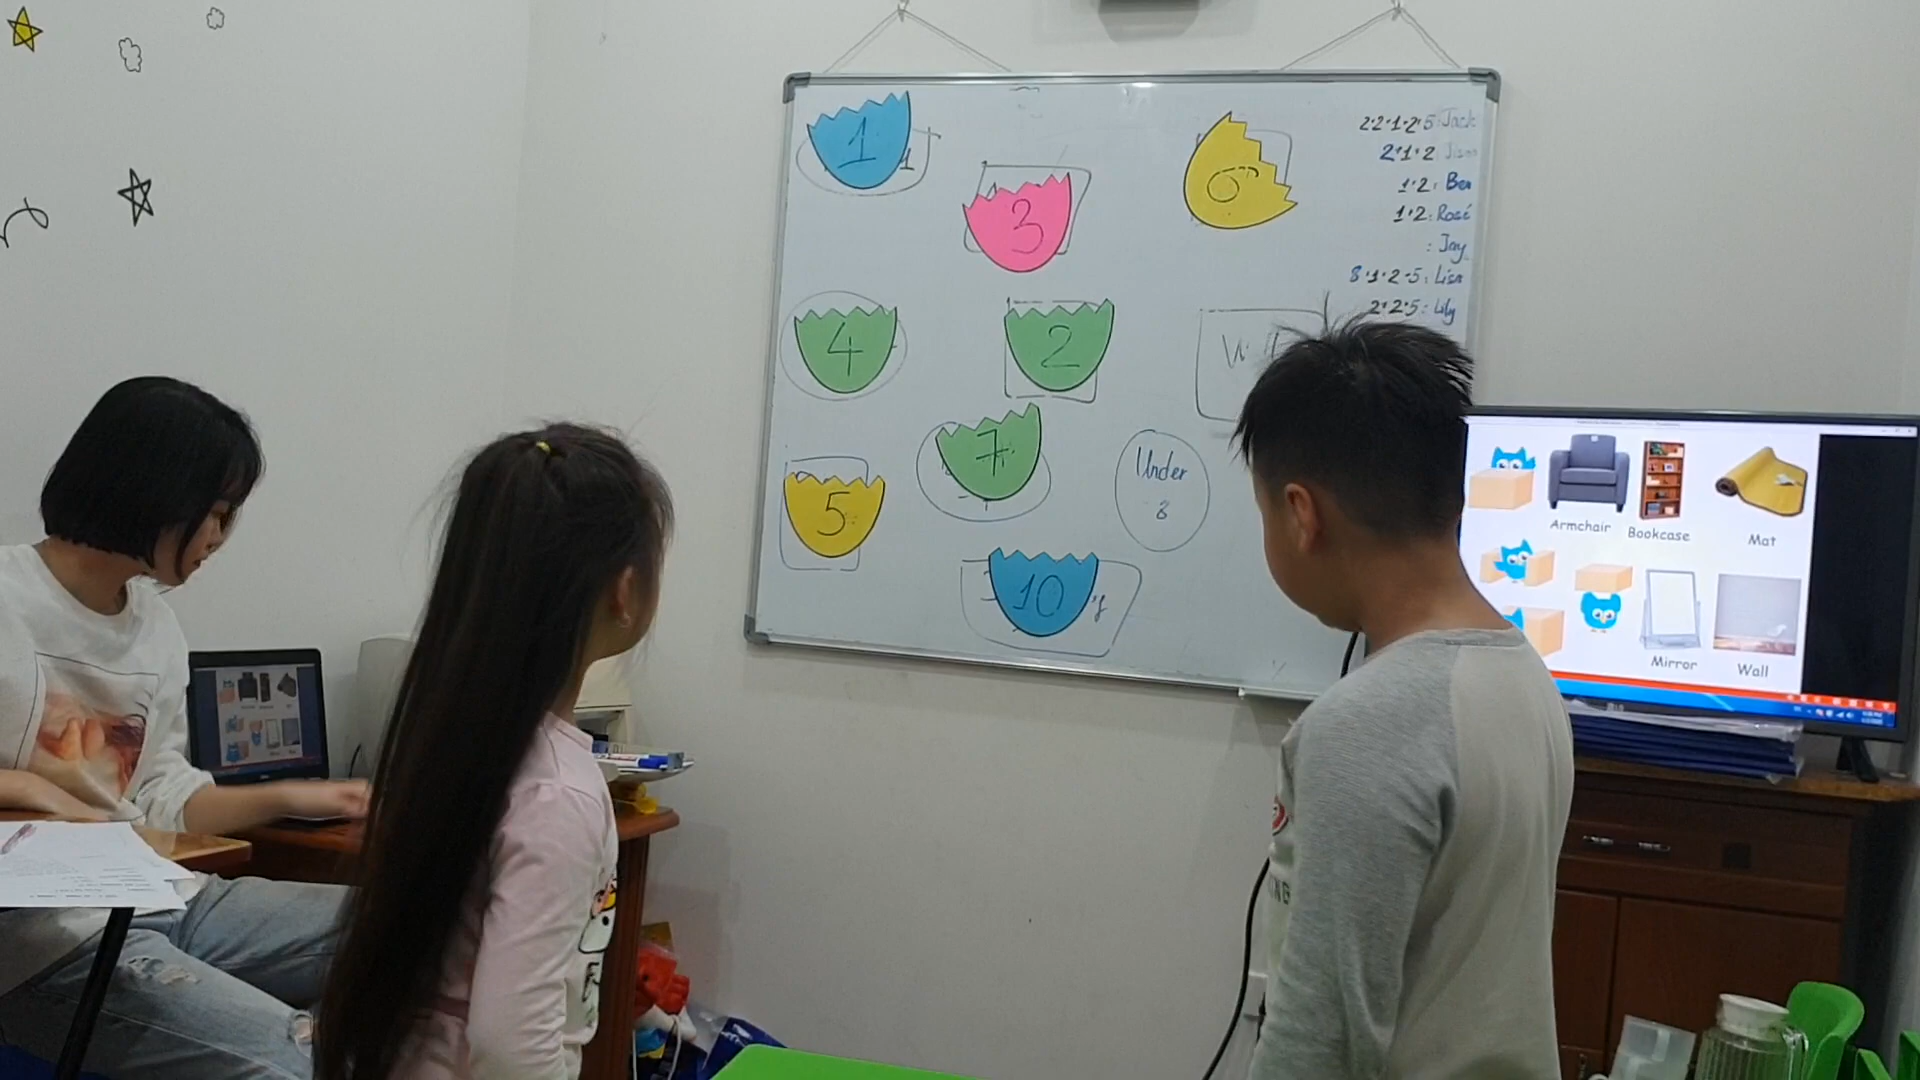 1
3
6
4
2
7
5
10
Under
8
2·2·1·2·5: Jack
2·1·2
1·2: Ben
1·2: Rosé
: Jay
8·1·2·5: Lisa
2·2·5: Lily
Armchair
Bookcase
Mat
Mirror
Wall